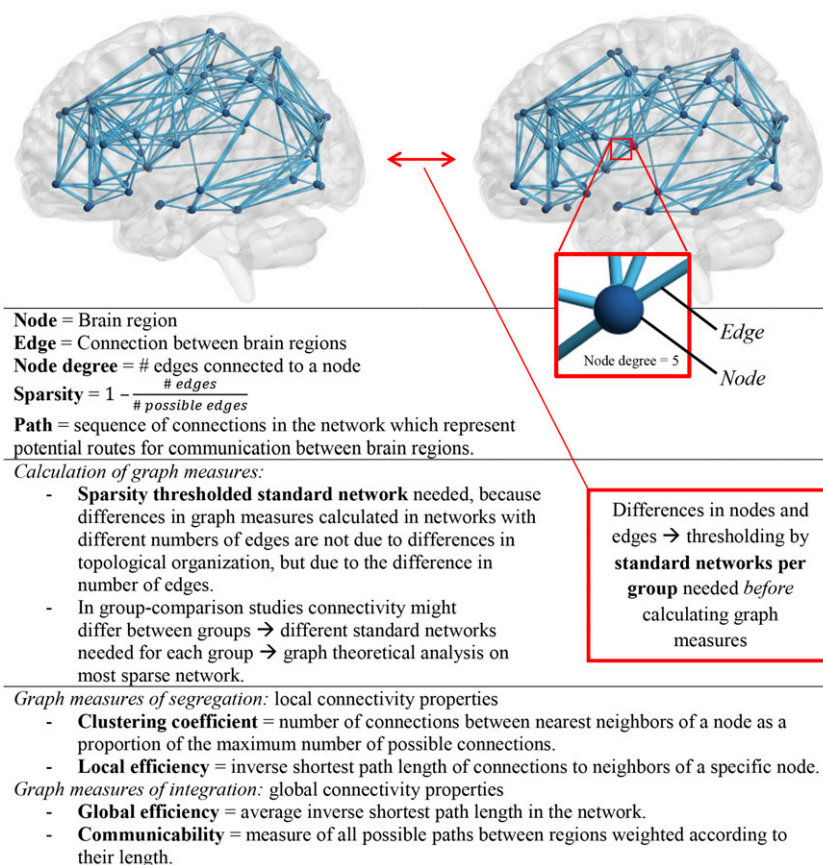 Edge
Node degree = 5
Node
Node = Brain region
Edge = Connection between brain regions
Node degree = # edges connected to a node
Sparsity = 1 – # edges / # possible edges
Path = sequence of connections in the network which represent
potential routes for communication between brain regions.
Calculation of graph measures:
- Sparsity thresholded standard network needed, because
differences in graph measures calculated in networks with
different numbers of edges are not due to differences in
topological organization, but due to the difference in
number of edges.
- In group-comparison studies connectivity might
differ between groups → different standard networks
needed for each group → graph theoretical analysis on
most sparse network.
Differences in nodes and
edges → thresholding by
standard networks per
group needed before
calculating graph
measures
Graph measures of segregation: local connectivity properties
- Clustering coefficient = number of connections between nearest neighbors of a node as a
proportion of the maximum number of possible connections.
- Local efficiency = inverse shortest path length of connections to neighbors of a specific node.
Graph measures of integration: global connectivity properties
- Global efficiency = average inverse shortest path length in the network.
- Communicability = measure of all possible paths between regions weighted according to
their length.